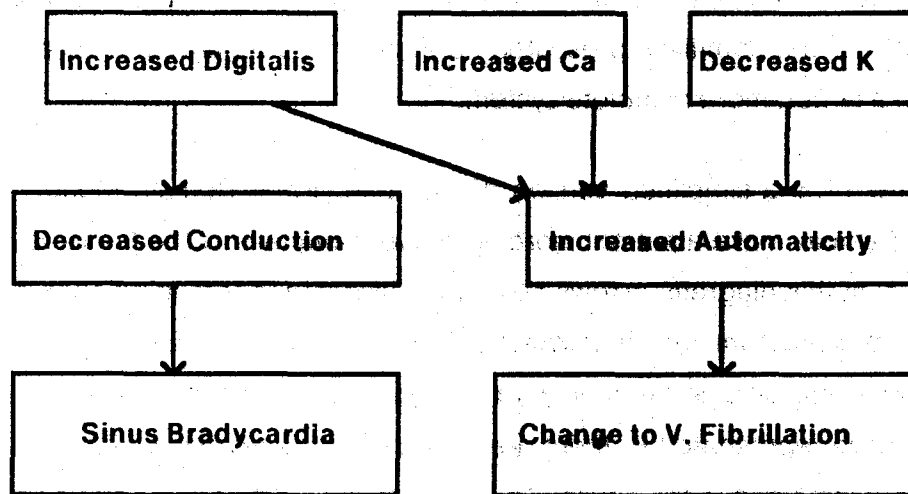 Increased Digitalis
Increased Ca
Decreased K
Decreased Conduction
Increased Automaticity
Sinus Bradycardia
Change to V. Fibrillation